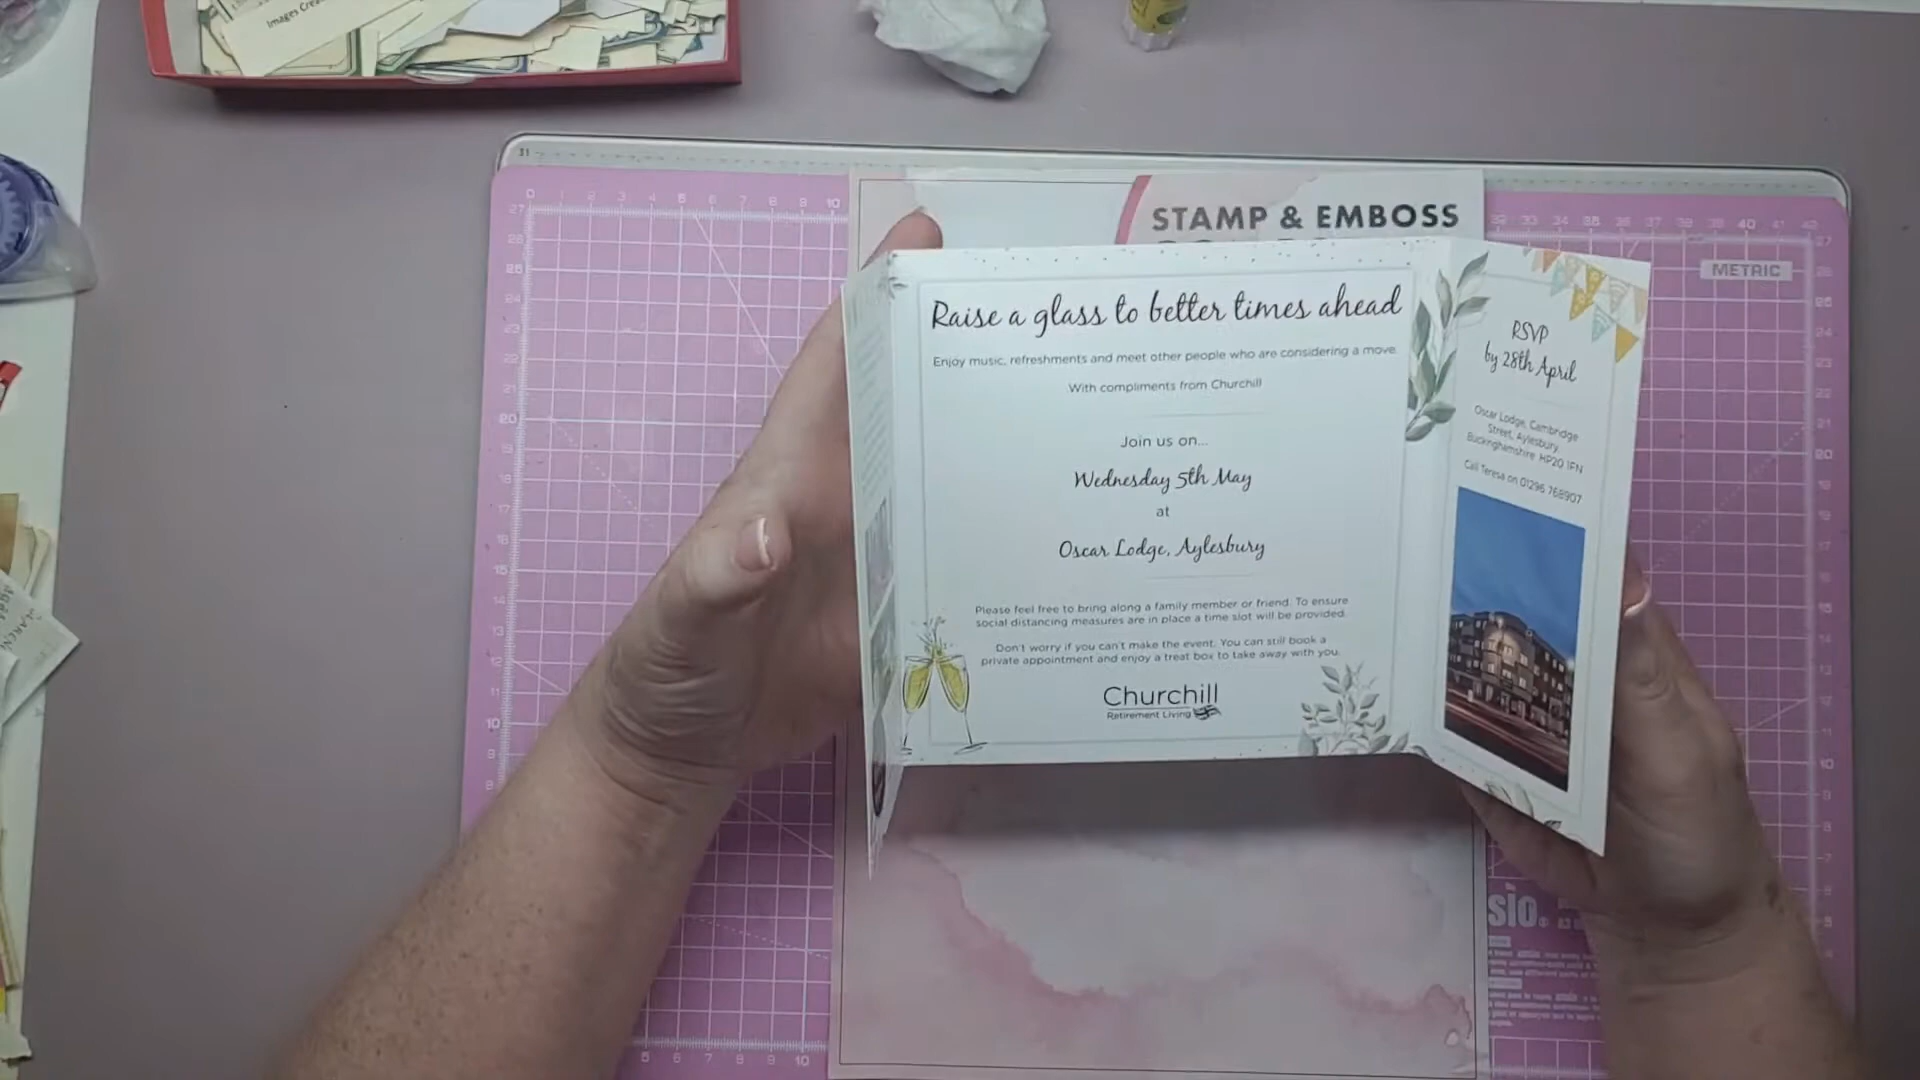 Images Crea
STAMP & EMBOSS
METRIC
Raise a glass to better times ahead
Enjoy music, refreshments and meet other people who are considering a move.
With compliments from Churchill
Join us on...
Wednesday 5th May
at
Oscar Lodge, Aylesbury
Please feel free to bring along a family member or friend. To ensure
social distancing measures are in place a time slot will be provided.
Don't worry if you can't make the event. You can still book a
private appointment and enjoy a treat box to take away with you.
Churchill
Retirement Living
RSVP
by 28th April
Oscar Lodge, Cambridge
Street, Aylesbury,
Buckinghamshire HP20 1FN
Call Teresa on 01296 768907
slo
A3